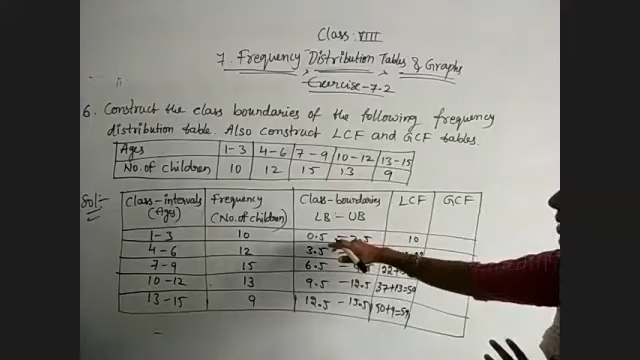 Class: VIII
7. Frequency Distribution Tables & Graphs
Exercise-7.2
6. Construct the class boundaries of the following frequency
distribution table. Also construct LCF and GCF tables.
Ages 1-3 4-6 7-9 10-12 13-15
No. of children 10 12 15 13 9
Sol:-
Class-intervals (Ages) Frequency (No. of children) Class-boundaries LB - UB LCF GCF
1-3 10 0.5 - 10
4-6 12 3.5
7-9 15 6.5 -
10-12 13 9.5 - 12.5 37+13=50
13-15 9 12.5 - 15.5 50+9=59